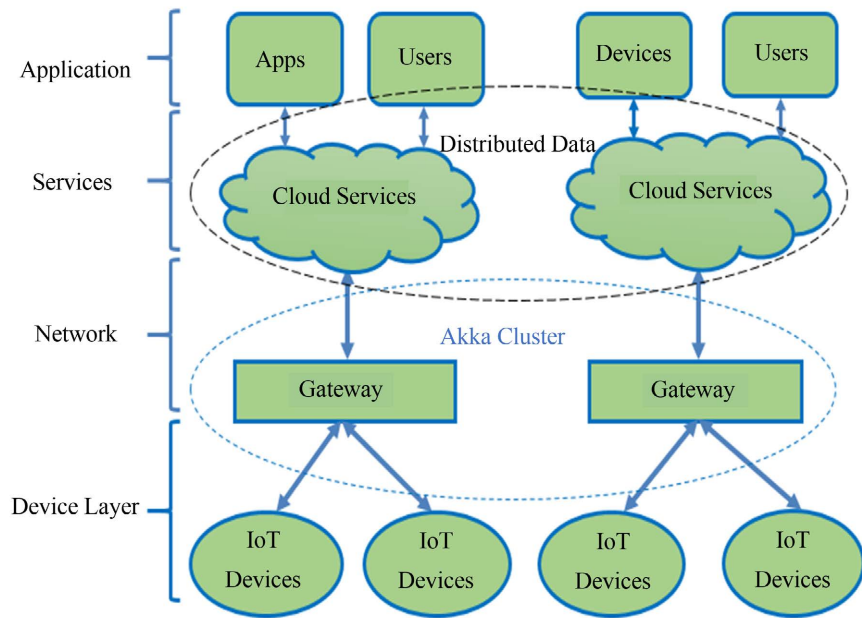 Application
Apps
Users
Devices
Users
Distributed Data
Services
Cloud Services
Cloud Services
Network
Akka Cluster
Gateway
Gateway
Device Layer
IoT
Devices
IoT
Devices
IoT
Devices
IoT
Devices